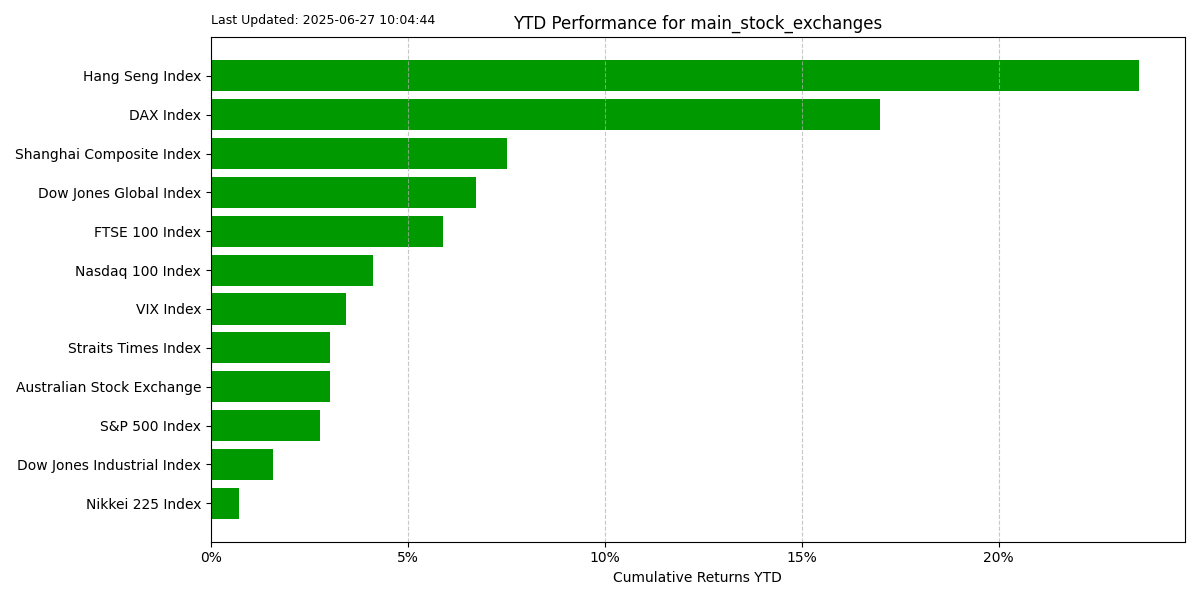 Last Updated: 2025-06-27 10:04:44
YTD Performance for main_stock_exchanges
Hang Seng Index
DAX Index
Shanghai Composite Index
Dow Jones Global Index
FTSE 100 Index
Nasdaq 100 Index
VIX Index
Straits Times Index
Australian Stock Exchange
S&P 500 Index
Dow Jones Industrial Index
Nikkei 225 Index
0% 5% 10% 15% 20%
Cumulative Returns YTD